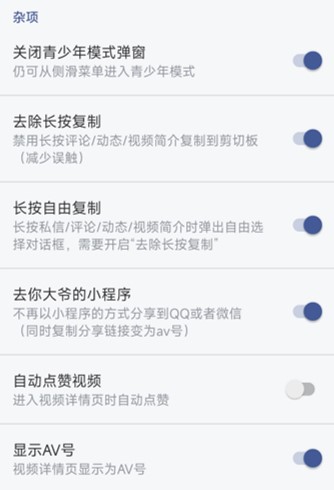 杂项
关闭青少年模式弹窗
仍可从侧滑菜单进入青少年模式
去除长按复制
禁用长按评论/动态/视频简介复制到剪切板
（减少误触）
长按自由复制
长按私信/评论/动态/视频简介时弹出自由选
择对话框，需要开启“去除长按复制”
去你大爷的小程序
不再以小程序的方式分享到QQ或者微信
（同时复制分享链接变为av号）
自动点赞视频
进入视频详情页时自动点赞
显示AV号
视频详情页显示为AV号